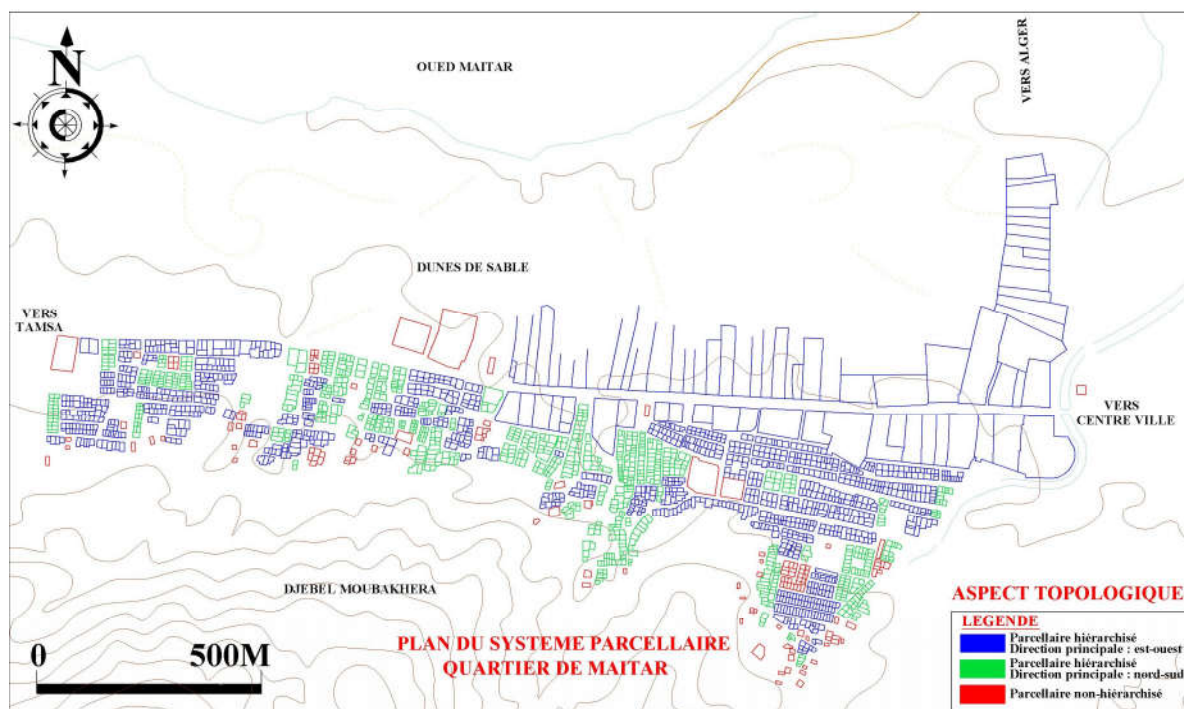 N
OUED MAITAR
VERS ALGER
DUNES DE SABLE
VERS
TAMSA
VERS
CENTRE VILLE
DJEBEL MOUBAKHERA
PLAN DU SYSTEME PARCELLAIRE
QUARTIER DE MAITAR
0 500M
ASPECT TOPOLOGIQUE
LEGENDE
Parcellaire hiérarchisé
Direction principale : est-ouest
Parcellaire hiérarchisé
Direction principale : nord-sud
Parcellaire non-hiérarchisé